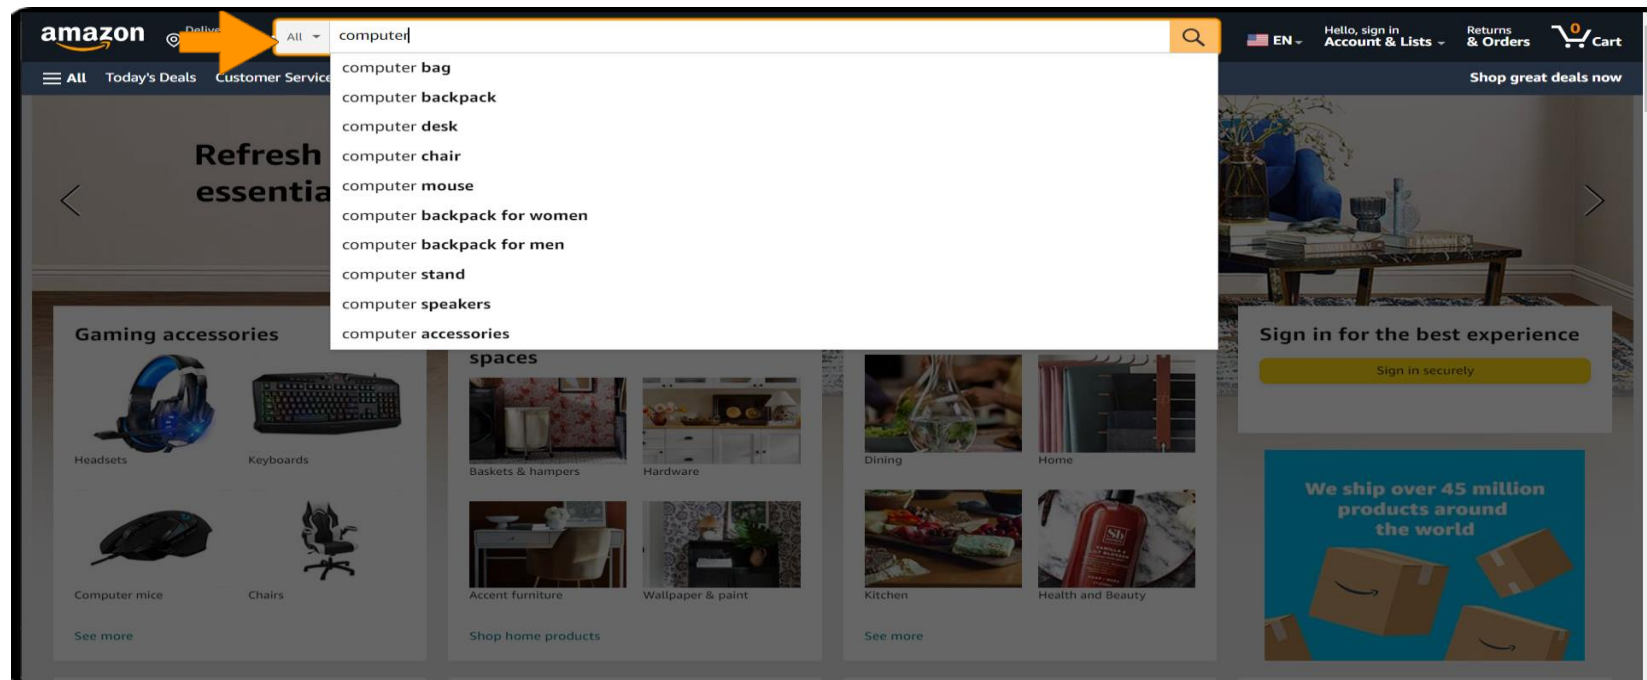 amazon
All
computer
EN
Hello, sign in
Account & Lists
Returns
& Orders
0
Cart
All
Today's Deals
Customer Service
Shop great deals now
computer bag
computer backpack
computer desk
computer chair
computer mouse
computer backpack for women
computer backpack for men
computer stand
computer speakers
computer accessories
Refresh
essentia
Gaming accessories
Headsets
Keyboards
Computer mice
Chairs
See more
spaces
Baskets & hampers
Hardware
Accent furniture
Wallpaper & paint
Shop home products
Dining
Home
Kitchen
Health and Beauty
See more
Sign in for the best experience
Sign in securely
We ship over 45 million
products around
the world